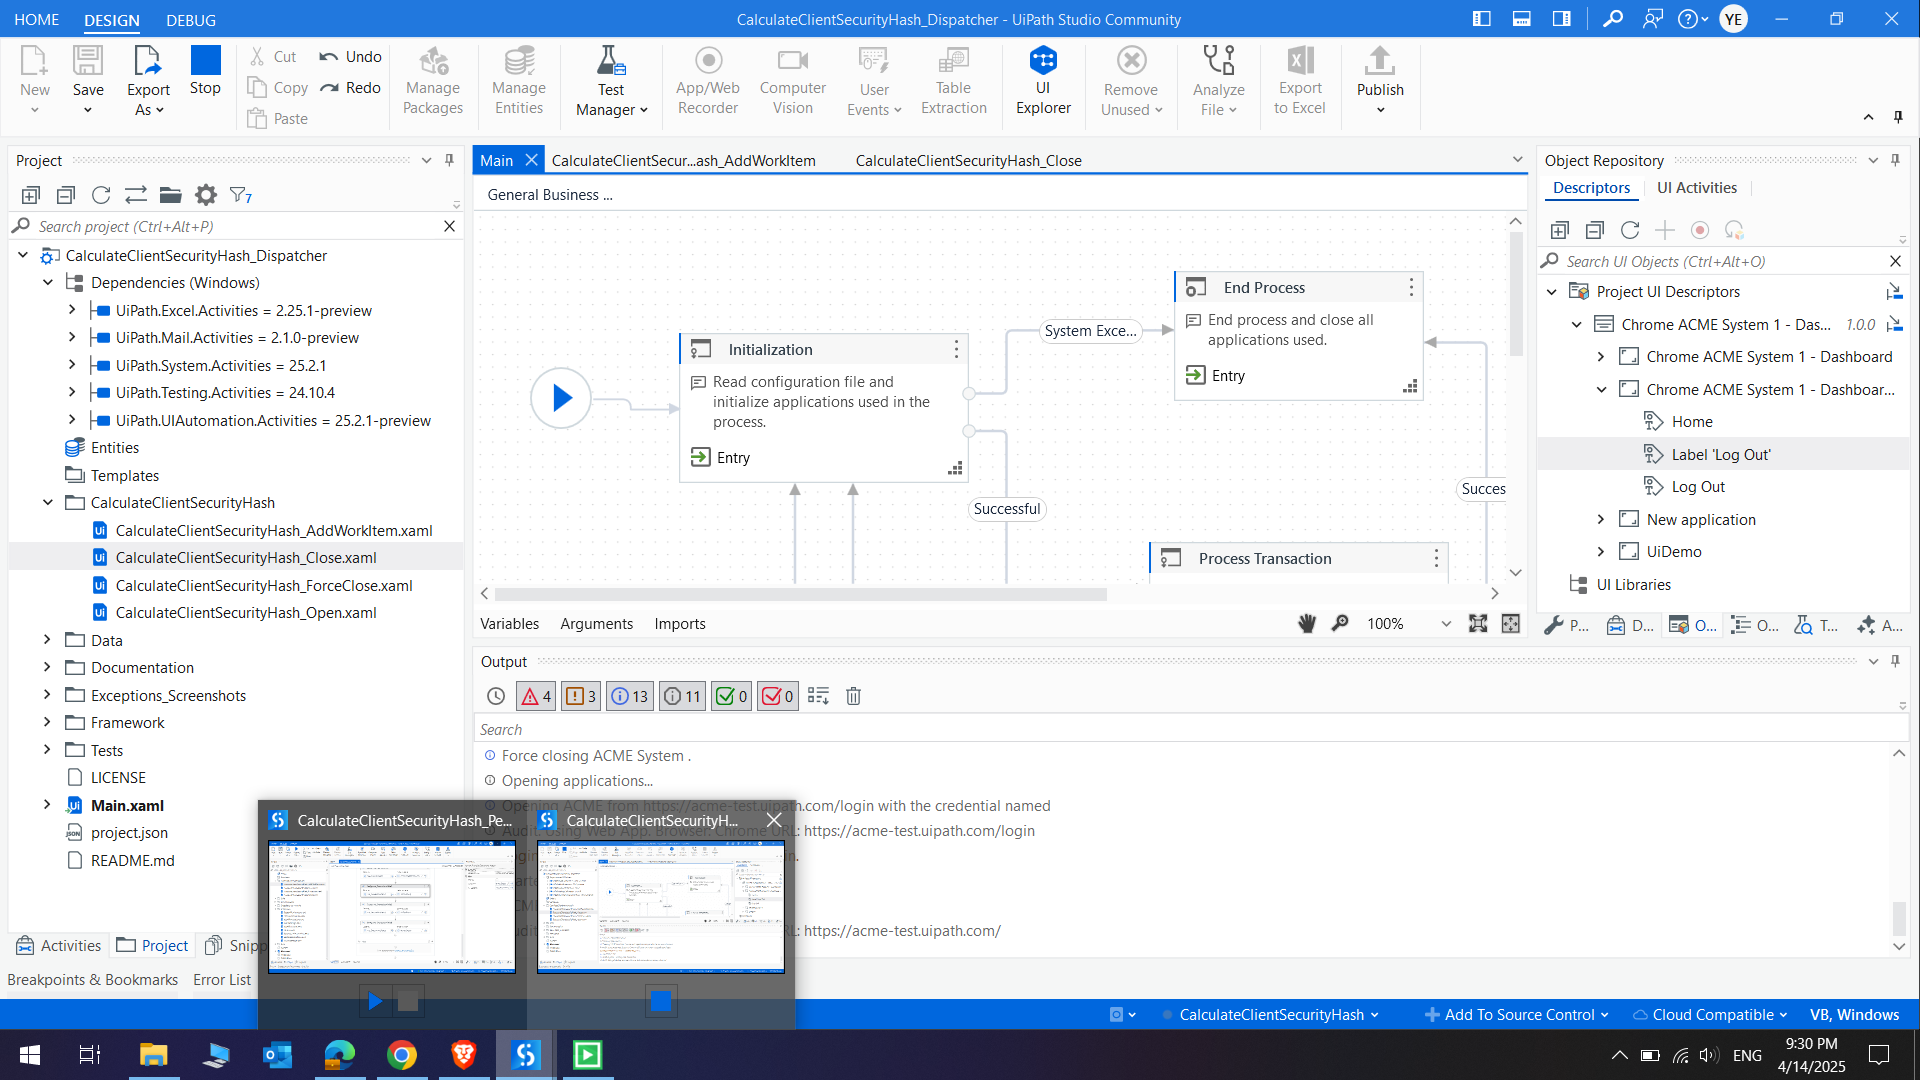 HOME DESIGN DEBUG
CalculateClientSecurityHash_Dispatcher - UiPath Studio Community
YE
New
Save
Export
As
Stop
Cut
Copy
Paste
Undo
Redo
Manage
Packages
Manage
Entities
Test
Manager
App/Web
Recorder
Computer
Vision
User
Events
Table
Extraction
UI
Explorer
Remove
Unused
Analyze
File
Export
to Excel
Publish
Project
7
Search project (Ctrl+Alt+P)
CalculateClientSecurityHash_Dispatcher
Dependencies (Windows)
UiPath.Excel.Activities = 2.25.1-preview
UiPath.Mail.Activities = 2.1.0-preview
UiPath.System.Activities = 25.2.1
UiPath.Testing.Activities = 24.10.4
UiPath.UIAutomation.Activities = 25.2.1-preview
Entities
Templates
CalculateClientSecurityHash
CalculateClientSecurityHash_AddWorkItem.xaml
CalculateClientSecurityHash_Close.xaml
CalculateClientSecurityHash_ForceClose.xaml
CalculateClientSecurityHash_Open.xaml
Data
Documentation
Exceptions_Screenshots
Framework
Tests
LICENSE
Main.xaml
project.json
README.md
Activities Project Snipp
Breakpoints & Bookmarks Error List
Main CalculateClientSecur...ash_AddWorkItem CalculateClientSecurityHash_Close
General Business ...
Initialization
Read configuration file and
initialize applications used in the
process.
Entry
System Exce...
End Process
End process and close all
applications used.
Entry
Successful
Succes
Process Transaction
Variables Arguments Imports
100%
Output
4 3 13 11 0 0
Search
Force closing ACME System .
Opening applications...
Opening ACME from https://acme-test.uipath.com/login with the credential named
Audit: Using Web App. Browser: Chrome URL: https://acme-test.uipath.com/login
L: https://acme-test.uipath.com/
CalculateClientSecurityHash_Pe...
CalculateClientSecurityH...
Object Repository
Descriptors UI Activities
Search UI Objects (Ctrl+Alt+O)
Project UI Descriptors
Chrome ACME System 1 - Das... 1.0.0
Chrome ACME System 1 - Dashboard
Chrome ACME System 1 - Dashboar...
Home
Label 'Log Out'
Log Out
New application
UiDemo
UI Libraries
P... D... O... O... T... A...
CalculateClientSecurityHash
Add To Source Control
Cloud Compatible
VB, Windows
ENG
9:30 PM
4/14/2025